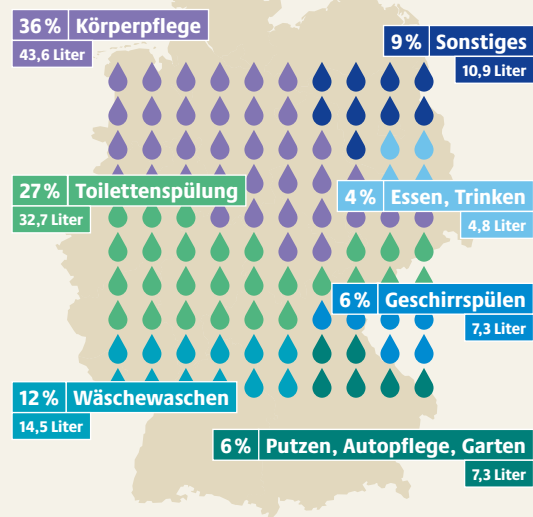 36 % Körperpflege
43,6 Liter
9 % Sonstiges
10,9 Liter
27 % Toilettenspülung
32,7 Liter
4 % Essen, Trinken
4,8 Liter
6 % Geschirrspülen
7,3 Liter
12 % Wäschewaschen
14,5 Liter
6 % Putzen, Autopflege, Garten
7,3 Liter